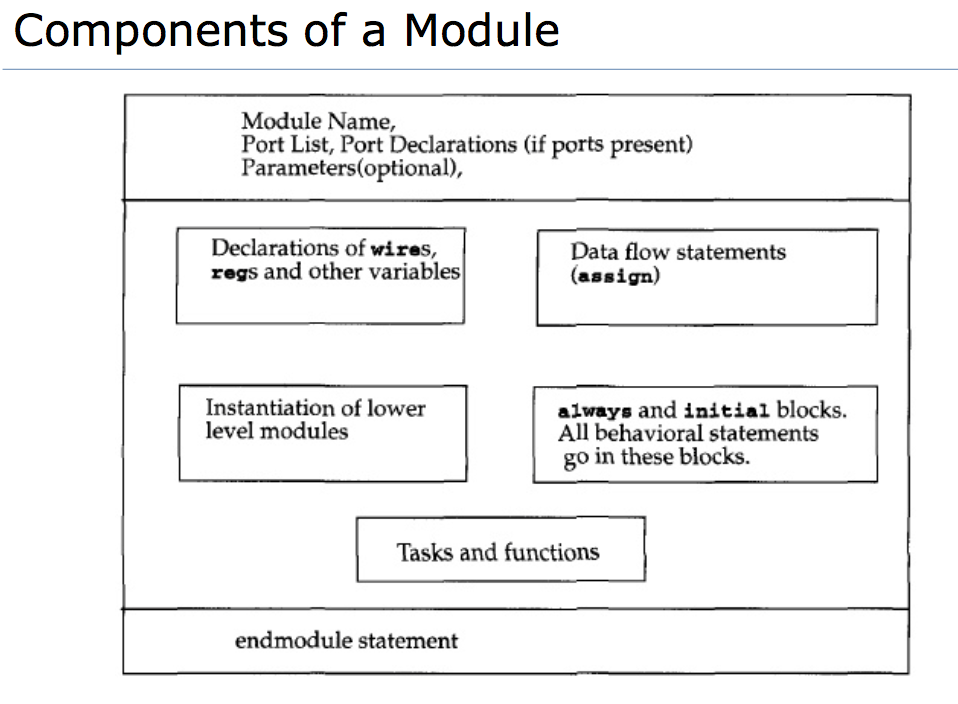 Components of a Module
Module Name,
Port List, Port Declarations (if ports present)
Parameters(optional),
Declarations of wires,
regs and other variables
Data flow statements
(assign)
Instantiation of lower
level modules
always and initial blocks.
All behavioral statements
go in these blocks.
Tasks and functions
endmodule statement